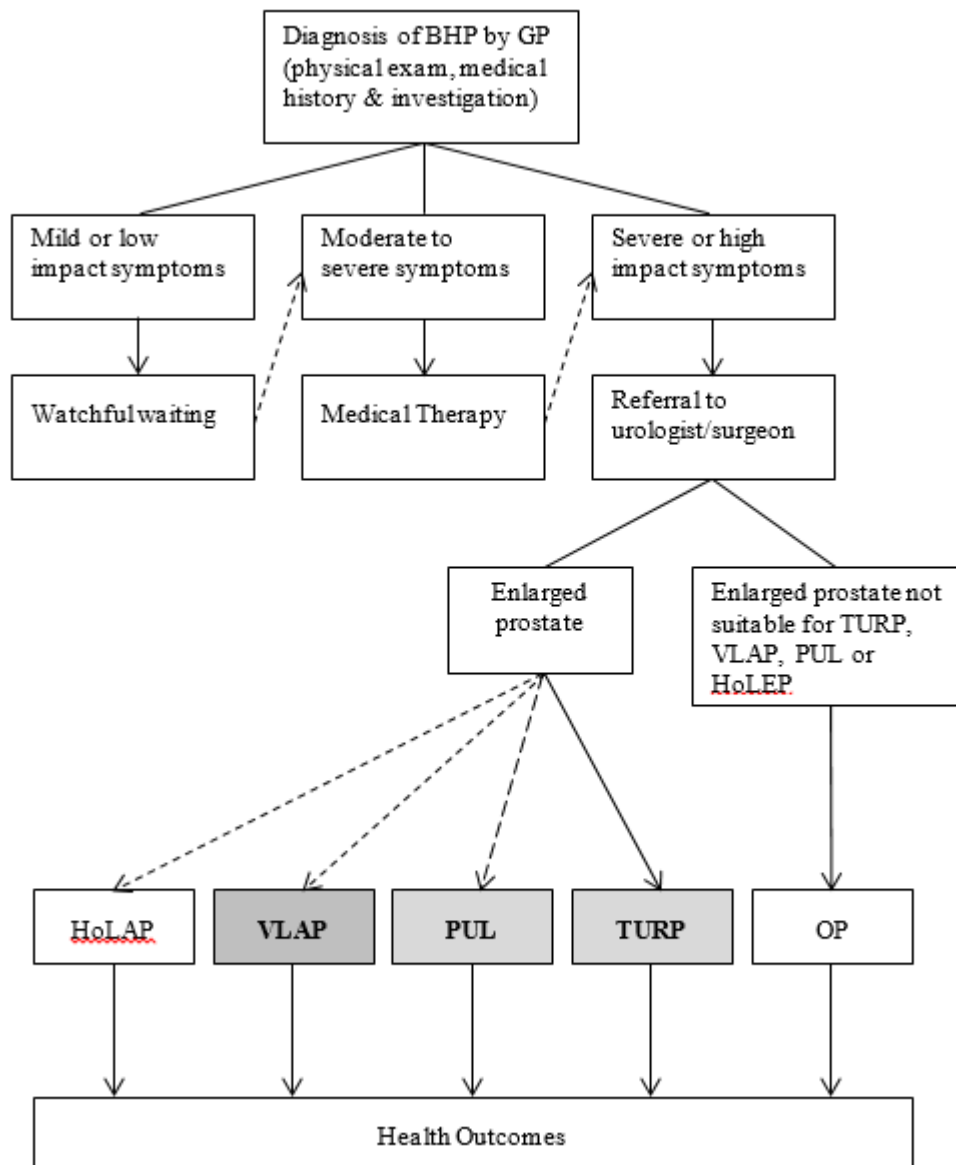 Diagnosis of BHP by GP
(physical exam, medical
history & investigation)
Mild or low
impact symptoms
Moderate to
severe symptoms
Severe or high
impact symptoms
Watchful waiting
Medical Therapy
Referral to
urologist/surgeon
Enlarged
prostate
Enlarged prostate not
suitable for TURP,
VLAP, PUL or
HoLEP
HoLAP
VLAP
PUL
TURP
OP
Health Outcomes